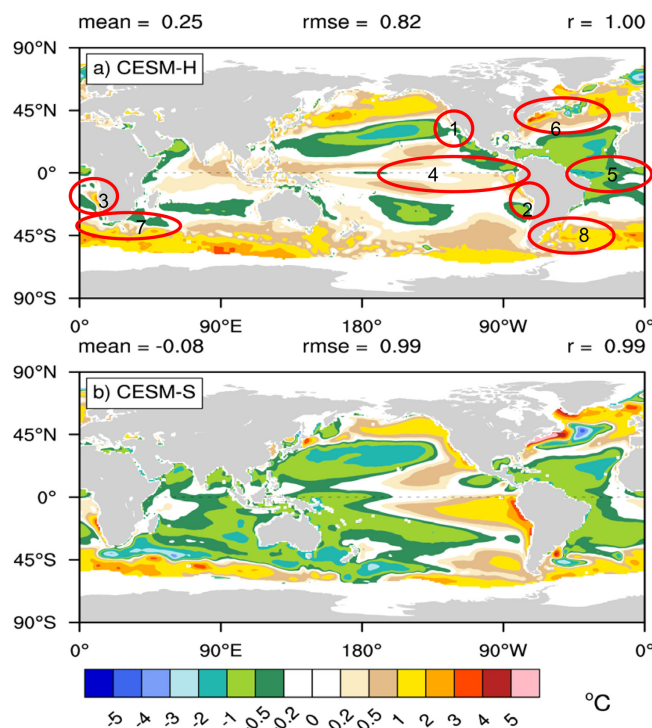 mean = 0.25 rmse = 0.82 r = 1.00
90°N
a) CESM-H
45°N
1
6
0°
4
5
3
2
45°S
7
8
90°S
0° 90°E 180° 90°W 0°
mean = -0.08 rmse = 0.99 r = 0.99
90°N
b) CESM-S
45°N
0°
45°S
90°S
0° 90°E 180° 90°W 0°
-5 -4 -3 -2 -1 0.5 0.2 0 0.2 0.5 1 2 3 4 5
°C